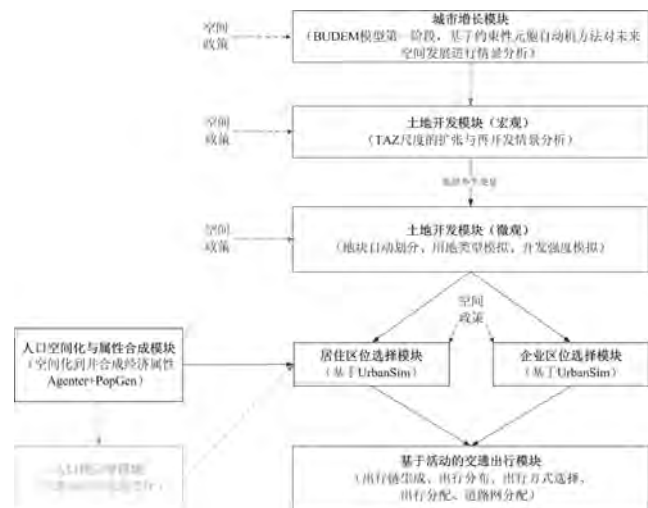 城市增长模块
(BUDEM模型第一阶段,基于约束性元胞自动机方法对未来
空间发展进行情景分析)
空间
政策
土地开发模块(宏观)
(TAZ尺度的扩张与再开发情景分析)
空间
政策
土地开发模块(微观)
(地块自动划分、用地类型模拟、开发强度模拟)
空间
政策
空间
政策
人口空间化与属性合成模块
(空间化到并合成经济属性
Agenter+PopGen)
居住区位选择模块
(基于UrbanSim)
企业区位选择模块
(基于UrbanSim)
基于活动的交通出行模块
(出行链生成、出行分布、出行方式选择、
出行分配、道路网分配)